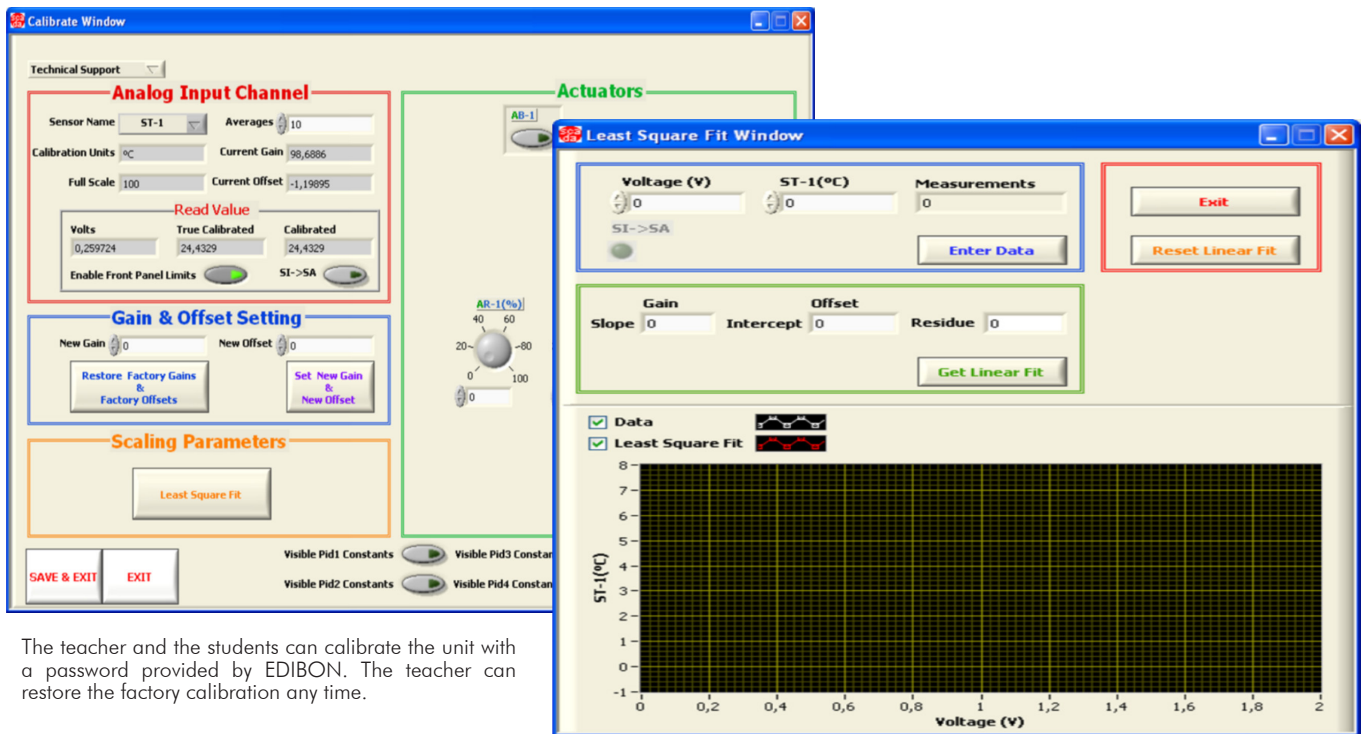 Calibrate Window
Technical Support
Analog Input Channel
Sensor Name ST-1 Averages 10
Calibration Units ºC Current Gain 98,6886
Full Scale 100 Current Offset -1,19895
Read Value
Volts True Calibrated Calibrated
0,259724 24,4329 24,4329
Enable Front Panel Limits SI->SA
Gain & Offset Setting
New Gain 0 New Offset 0
Restore Factory Gains
&
Factory Offsets
Set New Gain
&
New Offset
Scaling Parameters
Least Square Fit
SAVE & EXIT EXIT
Visible Pid1 Constants Visible Pid3 Constan
Visible Pid2 Constants Visible Pid4 Constan
Actuators
AB-1
AR-1(%)
40 60
20 80
0 100
0
Least Square Fit Window
Voltage (V) ST-1(ºC) Measurements
0 0 0
SI->SA
Enter Data
Exit
Reset Linear Fit
Gain Offset
Slope 0 Intercept 0 Residue 0
Get Linear Fit
Data
Least Square Fit
8
7
6
5
4
3
2
1
0
-1
ST-1(ºC)
0 0,2 0,4 0,6 0,8 1 1,2 1,4 1,6 1,8 2
Voltage (V)
The teacher and the students can calibrate the unit with
a password provided by EDIBON. The teacher can
restore the factory calibration any time.